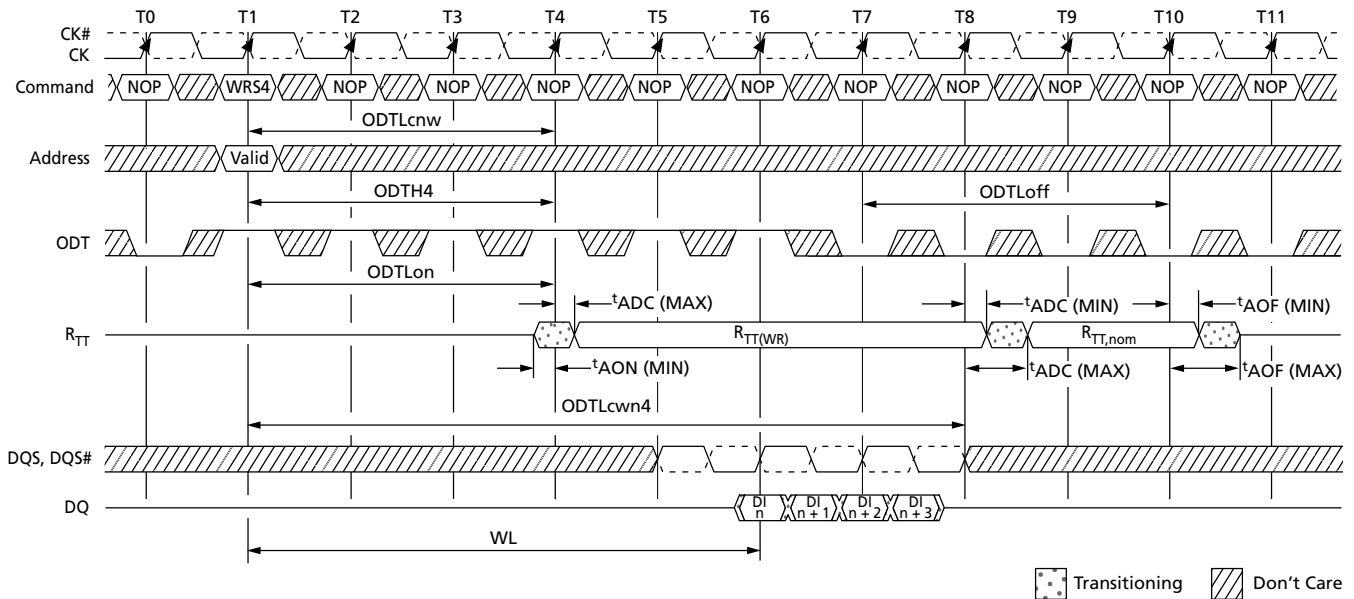 T0 T1 T2 T3 T4 T5 T6 T7 T8 T9 T10 T11
CK#
CK
Command NOP WRS4 NOP NOP NOP NOP NOP NOP NOP NOP NOP NOP
ODTLcnw
Address Valid
ODTH4 ODTLoff
ODT
ODTLon
tADC (MAX) tADC (MIN) tAOF (MIN)
RTT RTT(WR) RTT,nom
tAON (MIN) tADC (MAX) tAOF (MAX)
ODTLcwn4
DQS, DQS#
DQ DI n DI n + 1 DI n + 2 DI n + 3
WL
Transitioning Don't Care